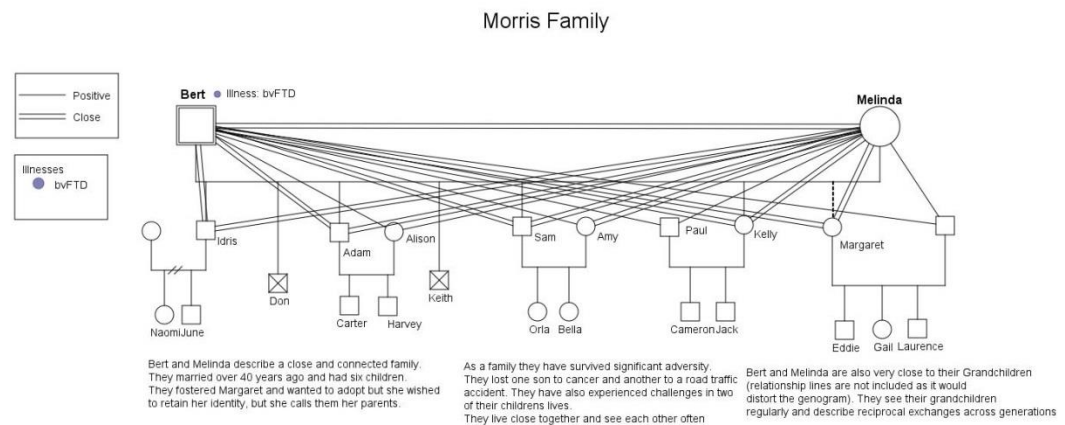 Morris Family
Positive
Close
Illnesses
bvFTD
Bert
Illness: bvFTD
Melinda
Idris
Don
Adam
Alison
Keith
Sam
Amy
Paul
Kelly
Margaret
Naomi
June
Carter
Harvey
Orla
Bella
Cameron
Jack
Eddie
Gail
Laurence
Bert and Melinda describe a close and connected family.
They married over 40 years ago and had six children.
They fostered Margaret and wanted to adopt but she wished
to retain her identity, but she calls them her parents.
As a family they have survived significant adversity.
They lost one son to cancer and another to a road traffic
accident. They have also experienced challenges in two
of their childrens lives.
They live close together and see each other often
Bert and Melinda are also very close to their Grandchildren
(relationship lines are not included as it would
distort the genogram). They see their grandchildren
regularly and describe reciprocal exchanges across generations